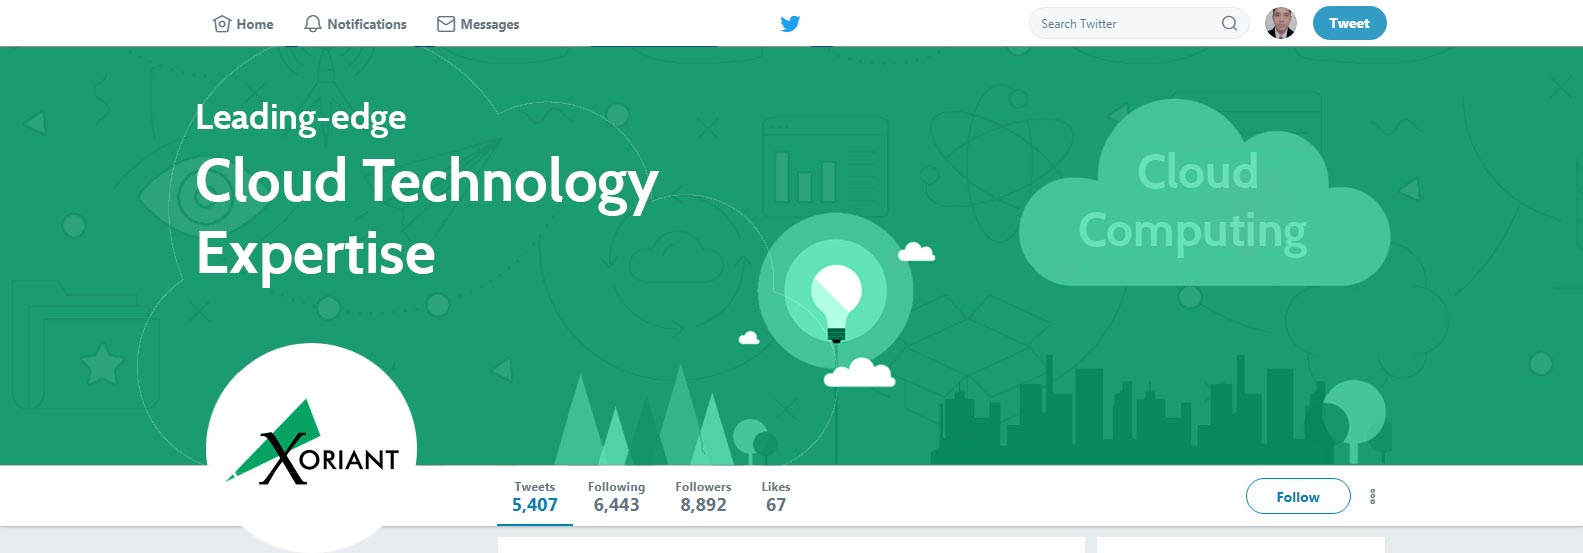 Home
Notifications
Messages
Search Twitter
Tweet
Leading-edge
Cloud Technology
Expertise
Cloud
Computing
XORIANT
Tweets
5,407
Following
6,443
Followers
8,892
Likes
67
Follow